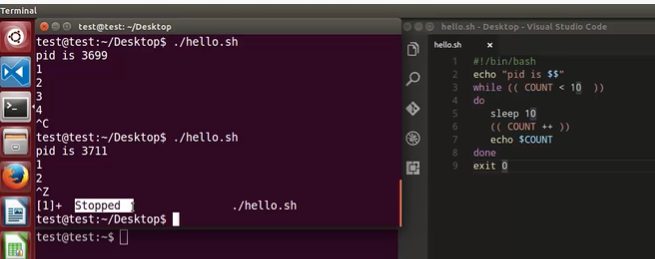 Terminal
test@test: ~/Desktop
test@test:~/Desktop$ ./hello.sh
pid is 3699
1
2
3
4
^C
test@test:~/Desktop$ ./hello.sh
pid is 3711
1
2
^Z
[1]+  Stopped                 ./hello.sh
test@test:~/Desktop$
test@test:~$
hello.sh - Desktop - Visual Studio Code
hello.sh ×
1 #!/bin/bash
2 echo "pid is $$"
3 while (( COUNT < 10  ))
4 do
5    sleep 10
6    (( COUNT ++ ))
7    echo $COUNT
8 done
9 exit 0